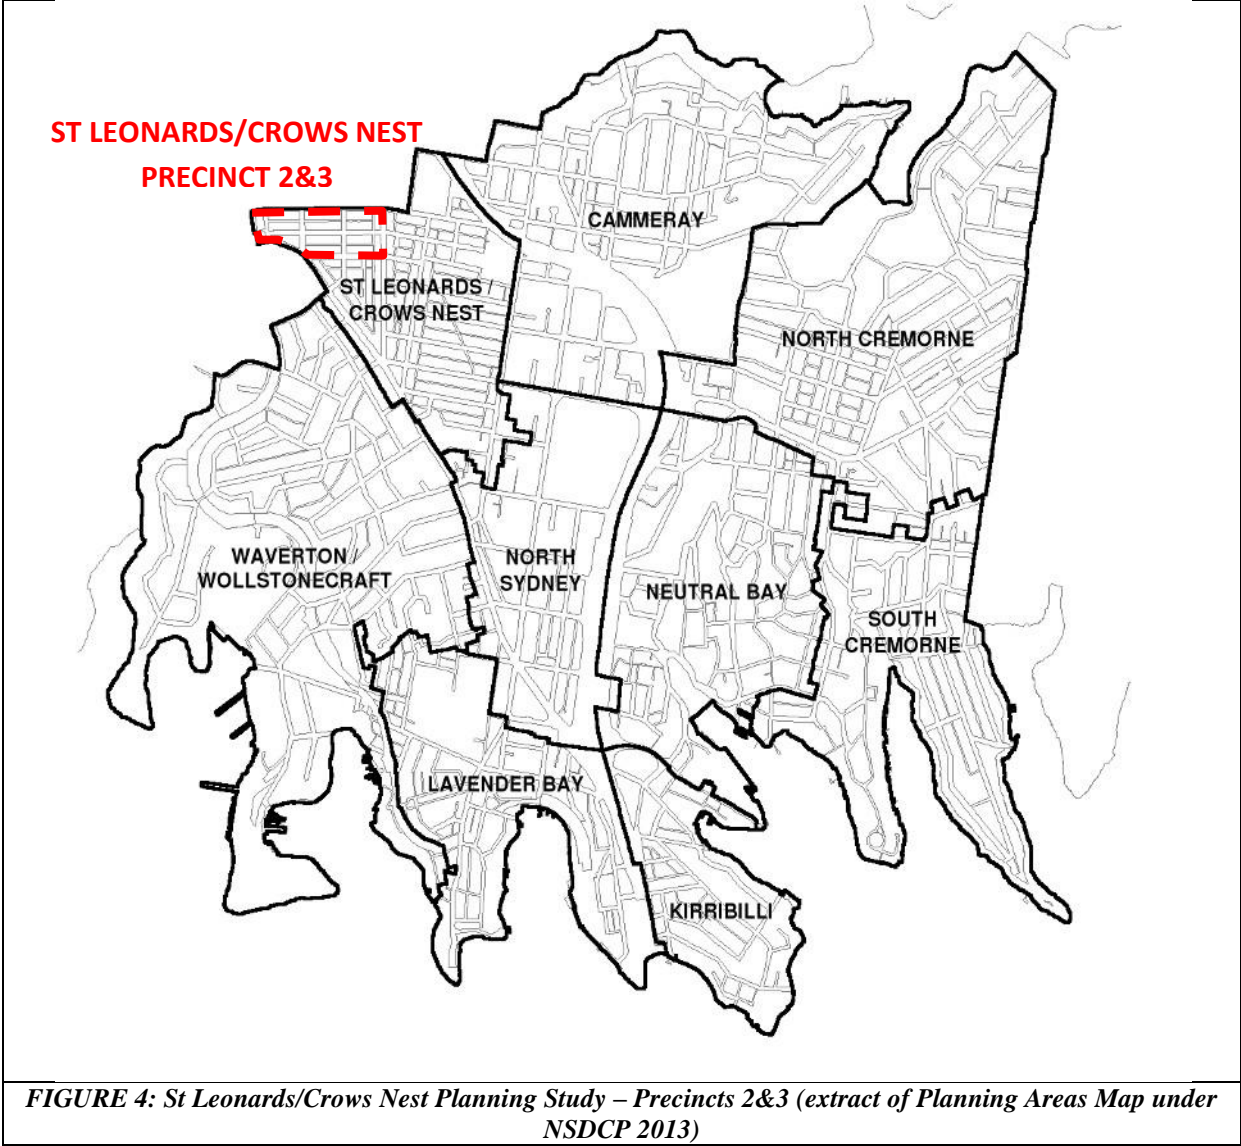 ST LEONARDS/CROWS NEST
PRECINCT 2&3
CAMMERAY
ST LEONARDS /
CROWS NEST
NORTH CREMORNE
WAVERTON /
WOLLSTONECRAFT
NORTH
SYDNEY
NEUTRAL BAY
SOUTH
CREMORNE
LAVENDER BAY
KIRRIBILLI
FIGURE 4: St Leonards/Crows Nest Planning Study – Precincts 2&3 (extract of Planning Areas Map under
NSDCP 2013)